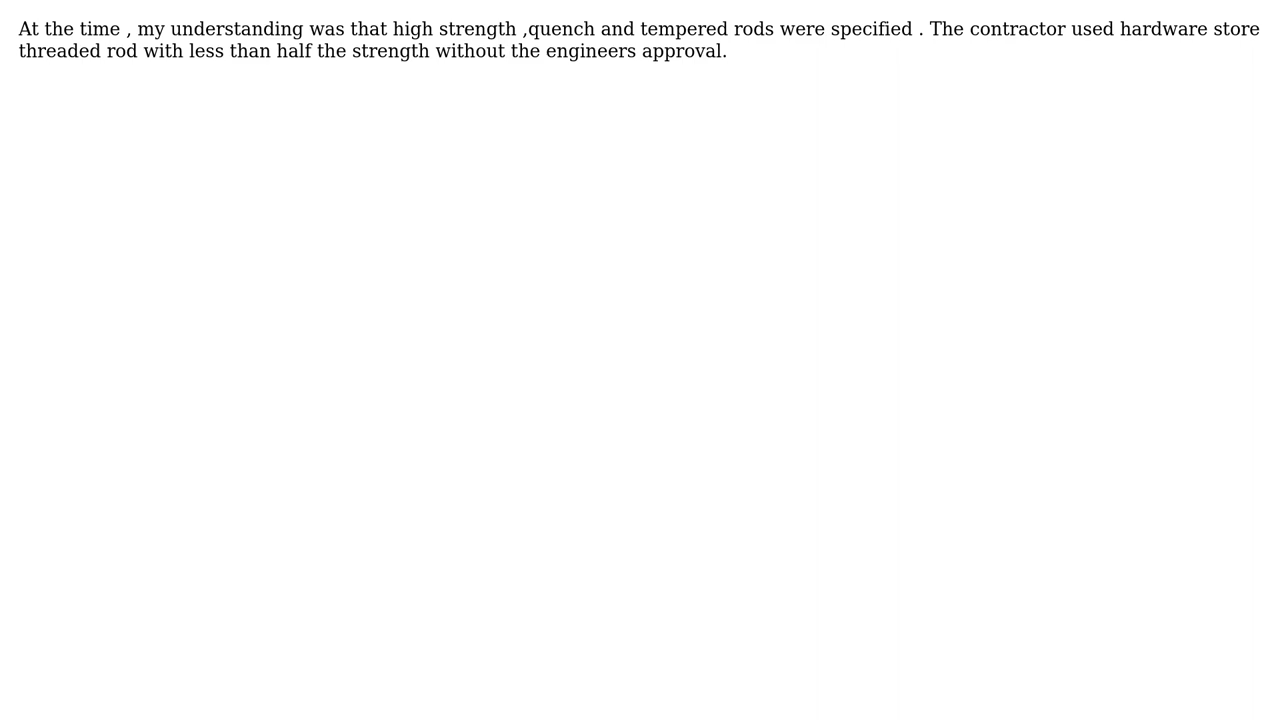 At the time , my understanding was that high strength ,quench and tempered rods were specified . The contractor used hardware store
threaded rod with less than half the strength without the engineers approval.